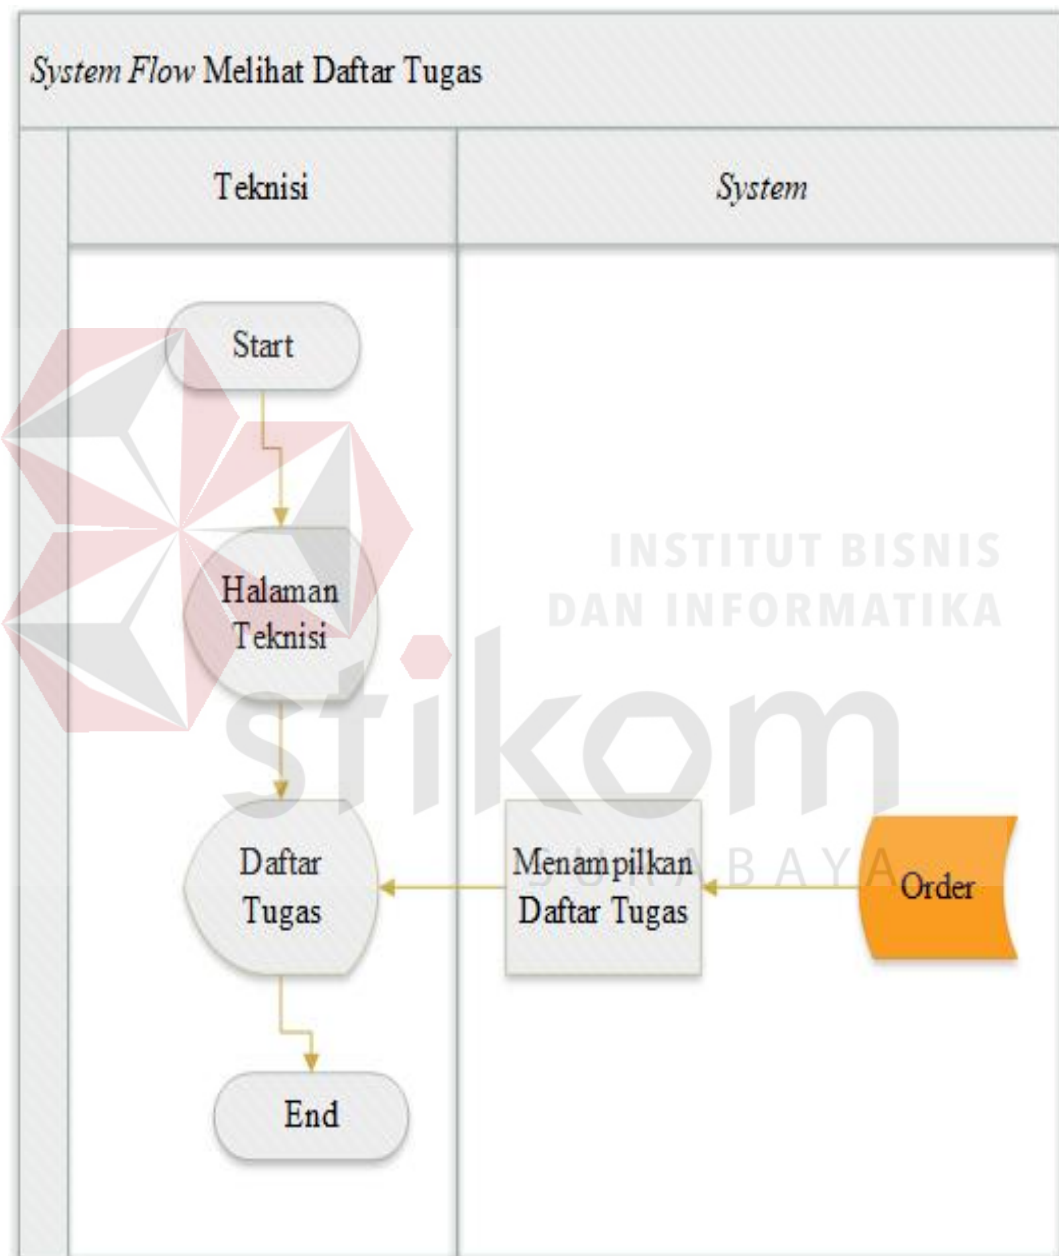 System Flow Melihat Daftar Tugas
Teknisi
System
Start
Halaman
Teknisi
Daftar
Tugas
Menampilkan
Daftar Tugas
Order
End
INSTITUT BISNIS
DAN INFORMATIKA
stikom
SURABAYA